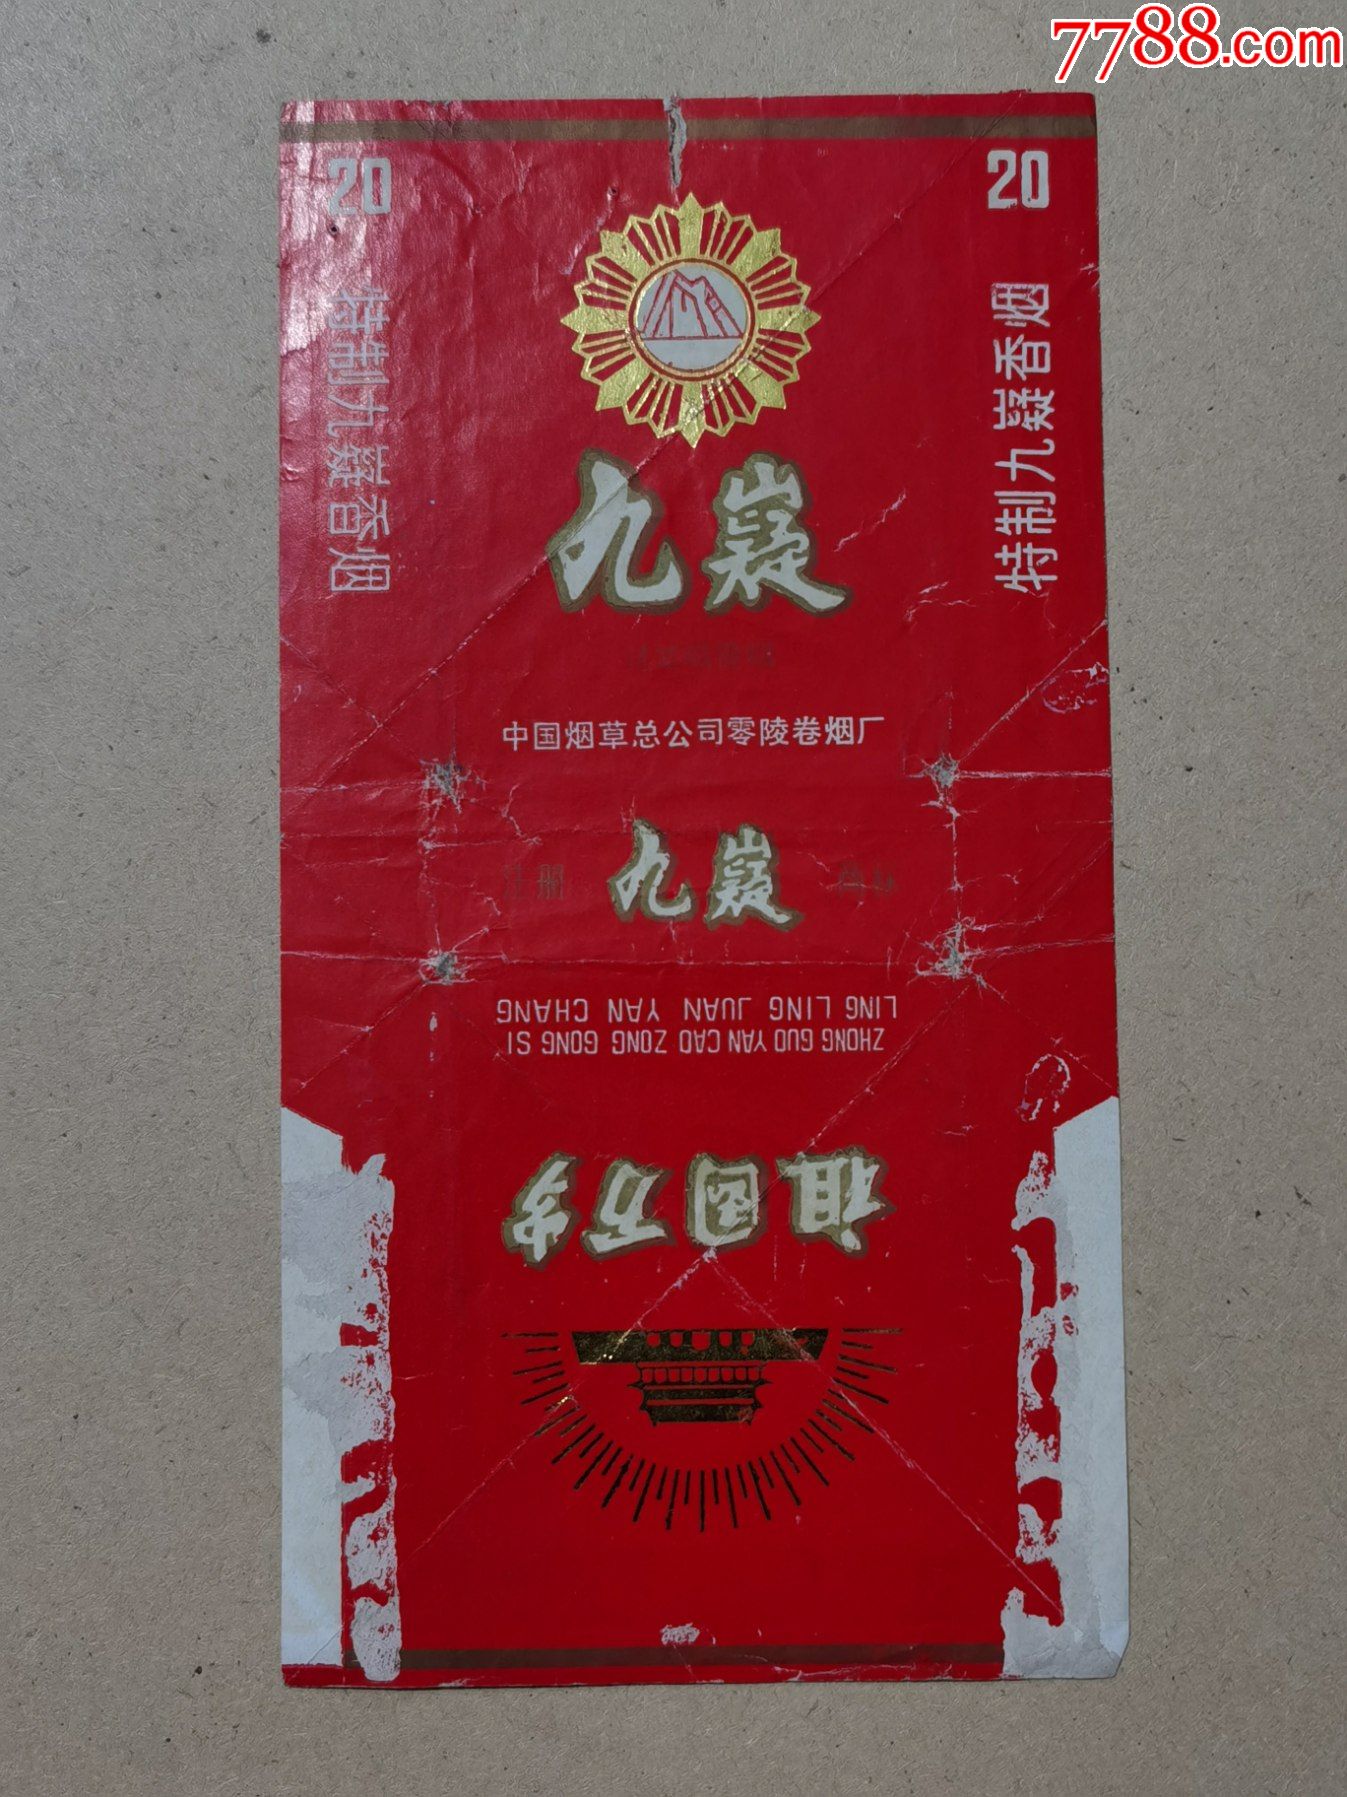 7788.com
20
20
特制九嶷香烟
特制九嶷香烟
九嶷
中国烟草总公司零陵卷烟厂
注册
九嶷
商标
ZHONG GUO YAN CAO ZONG GONG SI
LING LING JUAN YAN CHANG
祖国万岁